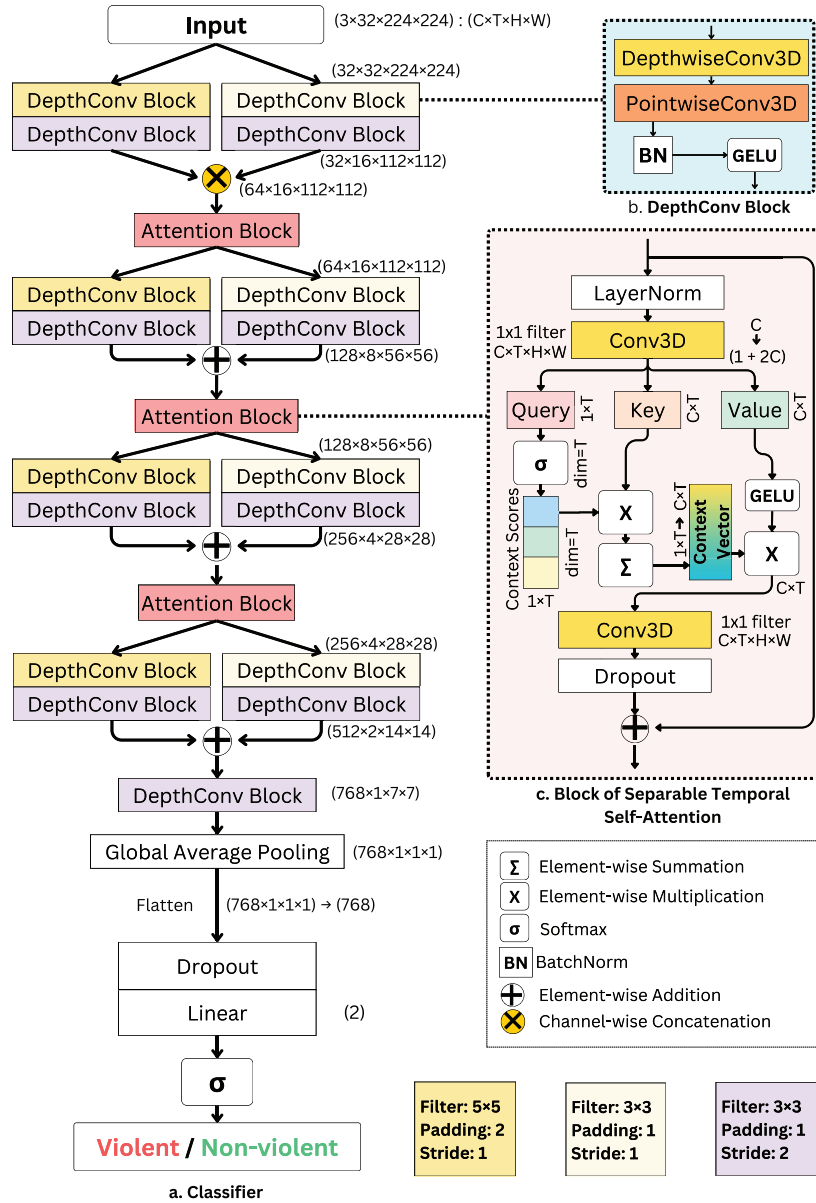 Input
(3×32×224×224) : (C×T×H×W)
(32×32×224×224)
DepthConv Block
DepthConv Block
DepthConv Block
DepthConv Block
(32×16×112×112)
(64×16×112×112)
Attention Block
(64×16×112×112)
DepthConv Block
DepthConv Block
DepthConv Block
DepthConv Block
(128×8×56×56)
Attention Block
(128×8×56×56)
DepthConv Block
DepthConv Block
DepthConv Block
DepthConv Block
(256×4×28×28)
Attention Block
(256×4×28×28)
DepthConv Block
DepthConv Block
DepthConv Block
DepthConv Block
(512×2×14×14)
DepthConv Block
(768×1×7×7)
Global Average Pooling
(768×1×1×1)
Flatten
(768×1×1×1) → (768)
Dropout
Linear
(2)
σ
Violent / Non-violent
a. Classifier
DepthwiseConv3D
PointwiseConv3D
BN
GELU
b. DepthConv Block
LayerNorm
1x1 filter
C×T×H×W
Conv3D
C
(1 + 2C)
Query
1×T
Key
C×T
Value
C×T
σ
dim=T
GELU
Context Scores
dim=T
1×T
X
Σ
1×T→ C×T
Context
Vector
X
C×T
Conv3D
1x1 filter
C×T×H×W
Dropout
c. Block of Separable Temporal
Self-Attention
Σ Element-wise Summation
X Element-wise Multiplication
σ Softmax
BN BatchNorm
Element-wise Addition
Channel-wise Concatenation
Filter: 5×5
Padding: 2
Stride: 1
Filter: 3×3
Padding: 1
Stride: 1
Filter: 3×3
Padding: 1
Stride: 2